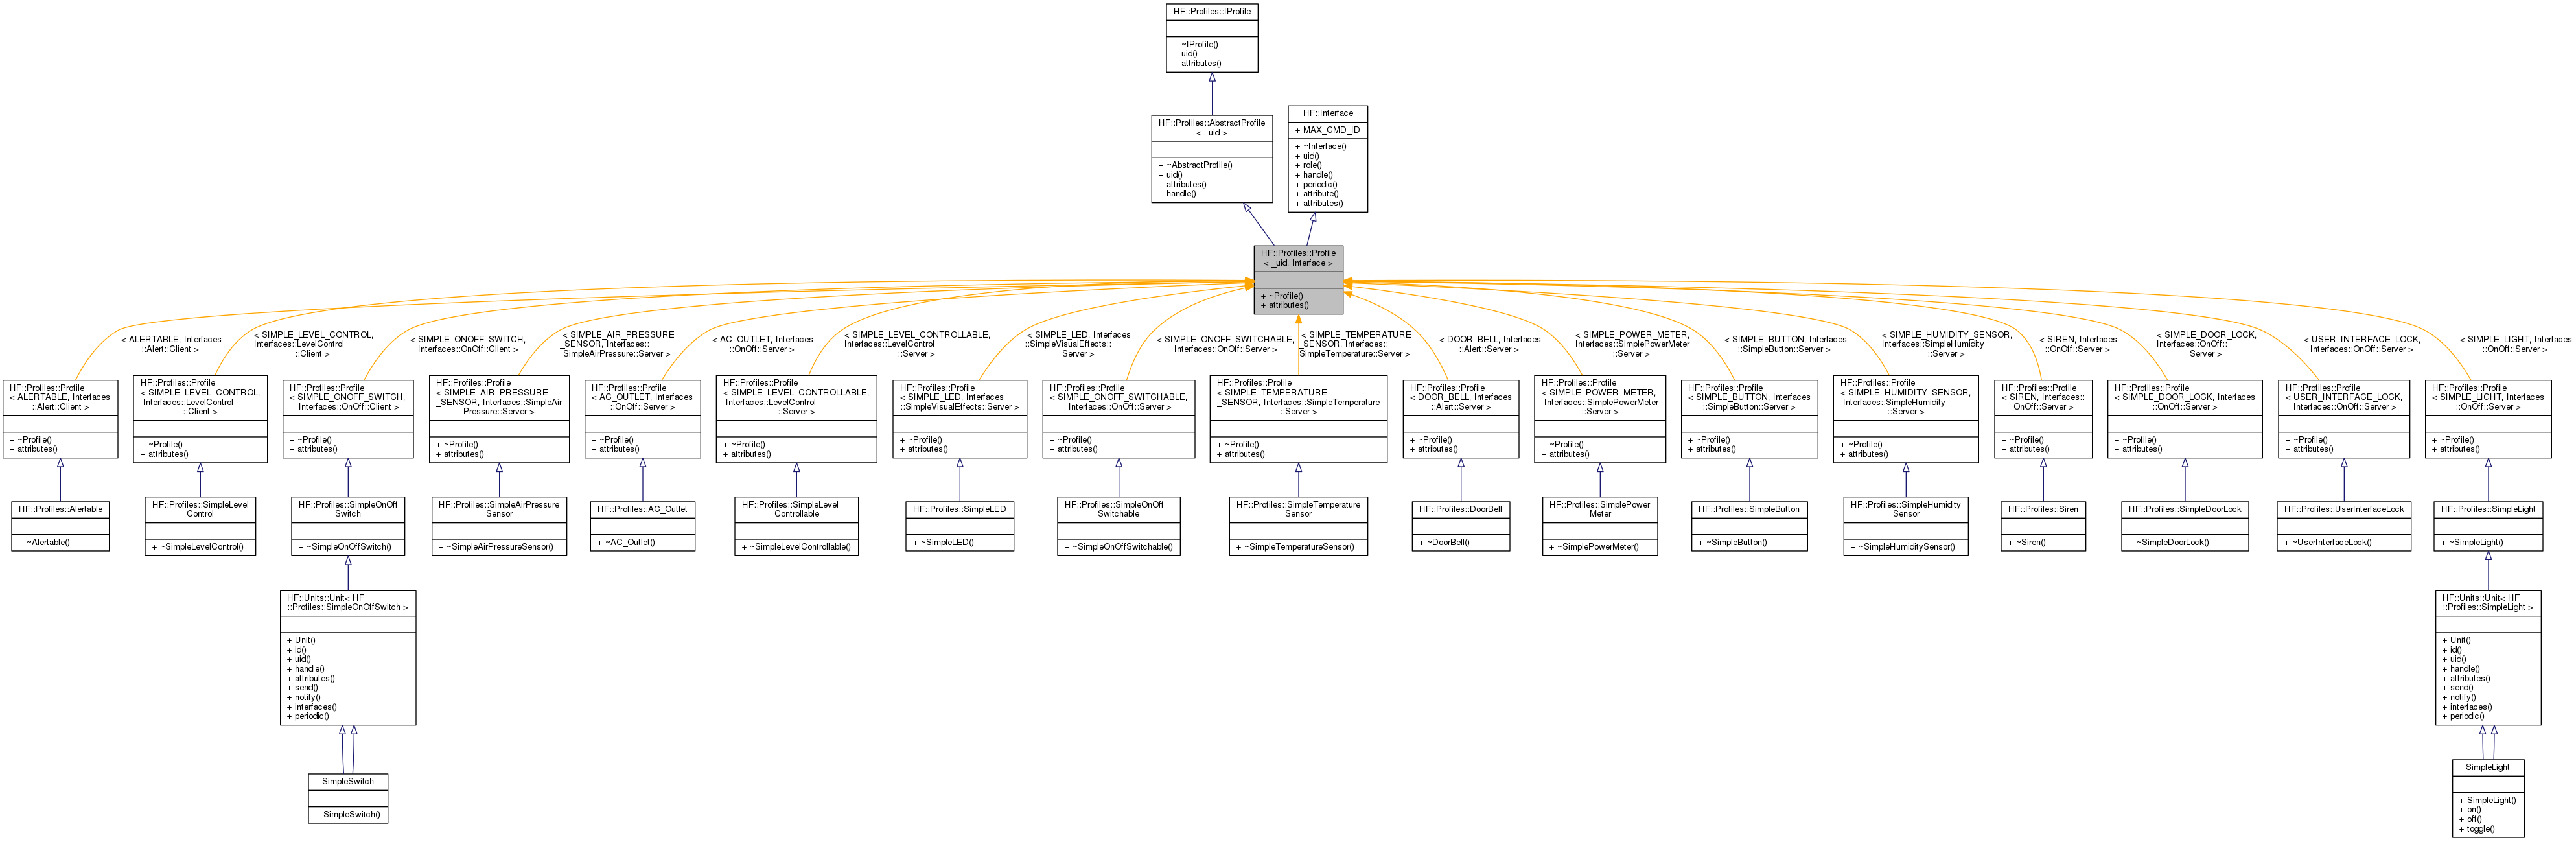 HF::Profiles::IProfile
+ ~IProfile()
+ uid()
+ attributes()
HF::Profiles::AbstractProfile
< _uid >
+ ~AbstractProfile()
+ uid()
+ attributes()
+ handle()
HF::Interface
+ MAX_CMD_ID
+ ~Interface()
+ uid()
+ role()
+ handle()
+ periodic()
+ attribute()
+ attributes()
HF::Profiles::Profile
< _uid, Interface >
+ ~Profile()
+ attributes()
< ALERTABLE, Interfaces
::Alert::Client >
< SIMPLE_LEVEL_CONTROL,
Interfaces::LevelControl
::Client >
< SIMPLE_ONOFF_SWITCH,
Interfaces::OnOff::Client >
< SIMPLE_AIR_PRESSURE
_SENSOR, Interfaces::
SimpleAirPressure::Server >
< AC_OUTLET, Interfaces
::OnOff::Server >
< SIMPLE_LEVEL_CONTROLLABLE,
Interfaces::LevelControl
::Server >
< SIMPLE_LED, Interfaces
::SimpleVisualEffects::
Server >
< SIMPLE_ONOFF_SWITCHABLE,
Interfaces::OnOff::Server >
< SIMPLE_TEMPERATURE
_SENSOR, Interfaces::
SimpleTemperature::Server >
< DOOR_BELL, Interfaces
::Alert::Server >
< SIMPLE_POWER_METER,
Interfaces::SimplePowerMeter
::Server >
< SIMPLE_BUTTON, Interfaces
::SimpleButton::Server >
< SIMPLE_HUMIDITY_SENSOR,
Interfaces::SimpleHumidity
::Server >
< SIREN, Interfaces
::OnOff::Server >
< SIMPLE_DOOR_LOCK,
Interfaces::OnOff::
Server >
< USER_INTERFACE_LOCK,
Interfaces::OnOff::Server >
< SIMPLE_LIGHT, Interfaces
::OnOff::Server >
HF::Profiles::Profile
< ALERTABLE, Interfaces
::Alert::Client >
+ ~Profile()
+ attributes()
HF::Profiles::Profile
< SIMPLE_LEVEL_CONTROL,
Interfaces::LevelControl
::Client >
+ ~Profile()
+ attributes()
HF::Profiles::Profile
< SIMPLE_ONOFF_SWITCH,
Interfaces::OnOff::Client >
+ ~Profile()
+ attributes()
HF::Profiles::Profile
< SIMPLE_AIR_PRESSURE
_SENSOR, Interfaces::SimpleAir
Pressure::Server >
+ ~Profile()
+ attributes()
HF::Profiles::Profile
< AC_OUTLET, Interfaces
::OnOff::Server >
+ ~Profile()
+ attributes()
HF::Profiles::Profile
< SIMPLE_LEVEL_CONTROLLABLE,
Interfaces::LevelControl
::Server >
+ ~Profile()
+ attributes()
HF::Profiles::Profile
< SIMPLE_LED, Interfaces
::SimpleVisualEffects::Server >
+ ~Profile()
+ attributes()
HF::Profiles::Profile
< SIMPLE_ONOFF_SWITCHABLE,
Interfaces::OnOff::Server >
+ ~Profile()
+ attributes()
HF::Profiles::Profile
< SIMPLE_TEMPERATURE
_SENSOR, Interfaces::SimpleTemperature
::Server >
+ ~Profile()
+ attributes()
HF::Profiles::Profile
< DOOR_BELL, Interfaces
::Alert::Server >
+ ~Profile()
+ attributes()
HF::Profiles::Profile
< SIMPLE_POWER_METER,
Interfaces::SimplePowerMeter
::Server >
+ ~Profile()
+ attributes()
HF::Profiles::Profile
< SIMPLE_BUTTON, Interfaces
::SimpleButton::Server >
+ ~Profile()
+ attributes()
HF::Profiles::Profile
< SIMPLE_HUMIDITY_SENSOR,
Interfaces::SimpleHumidity
::Server >
+ ~Profile()
+ attributes()
HF::Profiles::Profile
< SIREN, Interfaces::
OnOff::Server >
+ ~Profile()
+ attributes()
HF::Profiles::Profile
< SIMPLE_DOOR_LOCK, Interfaces
::OnOff::Server >
+ ~Profile()
+ attributes()
HF::Profiles::Profile
< USER_INTERFACE_LOCK,
Interfaces::OnOff::Server >
+ ~Profile()
+ attributes()
HF::Profiles::Profile
< SIMPLE_LIGHT, Interfaces
::OnOff::Server >
+ ~Profile()
+ attributes()
HF::Profiles::Alertable
+ ~Alertable()
HF::Profiles::SimpleLevel
Control
+ ~SimpleLevelControl()
HF::Profiles::SimpleOnOff
Switch
+ ~SimpleOnOffSwitch()
HF::Profiles::SimpleAirPressure
Sensor
+ ~SimpleAirPressureSensor()
HF::Profiles::AC_Outlet
+ ~AC_Outlet()
HF::Profiles::SimpleLevel
Controllable
+ ~SimpleLevelControllable()
HF::Profiles::SimpleLED
+ ~SimpleLED()
HF::Profiles::SimpleOnOff
Switchable
+ ~SimpleOnOffSwitchable()
HF::Profiles::SimpleTemperature
Sensor
+ ~SimpleTemperatureSensor()
HF::Profiles::DoorBell
+ ~DoorBell()
HF::Profiles::SimplePower
Meter
+ ~SimplePowerMeter()
HF::Profiles::SimpleButton
+ ~SimpleButton()
HF::Profiles::SimpleHumidity
Sensor
+ ~SimpleHumiditySensor()
HF::Profiles::Siren
+ ~Siren()
HF::Profiles::SimpleDoorLock
+ ~SimpleDoorLock()
HF::Profiles::UserInterfaceLock
+ ~UserInterfaceLock()
HF::Profiles::SimpleLight
+ ~SimpleLight()
HF::Units::Unit< HF
::Profiles::SimpleOnOffSwitch >
+ Unit()
+ id()
+ uid()
+ handle()
+ attributes()
+ send()
+ notify()
+ interfaces()
+ periodic()
HF::Units::Unit< HF
::Profiles::SimpleLight >
+ Unit()
+ id()
+ uid()
+ handle()
+ attributes()
+ send()
+ notify()
+ interfaces()
+ periodic()
SimpleSwitch
+ SimpleSwitch()
SimpleLight
+ SimpleLight()
+ on()
+ off()
+ toggle()